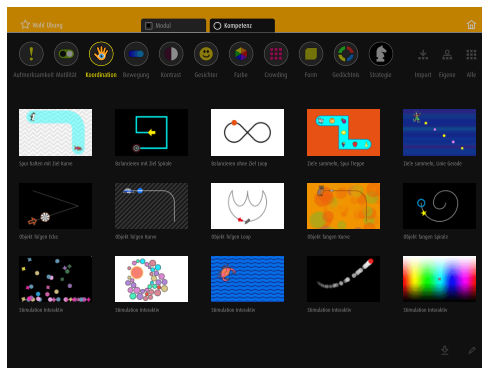 Wahl Übung
Modul
Kompetenz
Aufmerksamkeit Motilität Koordination Bewegung Kontrast Gesichter Farbe Crowding Form Gedächtnis Strategie Import Eigene Alle
Spur halten mit Ziel Kurve
Balancieren mit Ziel Spirale
Balancieren ohne Ziel Loop
Ziele sammeln, Spur Treppe
Ziele sammeln, Linie Gerade
Objekt folgen Ecke
Objekt folgen Kurve
Objekt folgen Loop
Objekt fangen Kurve
Objekt fangen Spirale
Stimulation Interaktiv
Stimulation Interaktiv
Stimulation Interaktiv
Stimulation Interaktiv
Stimulation Interaktiv